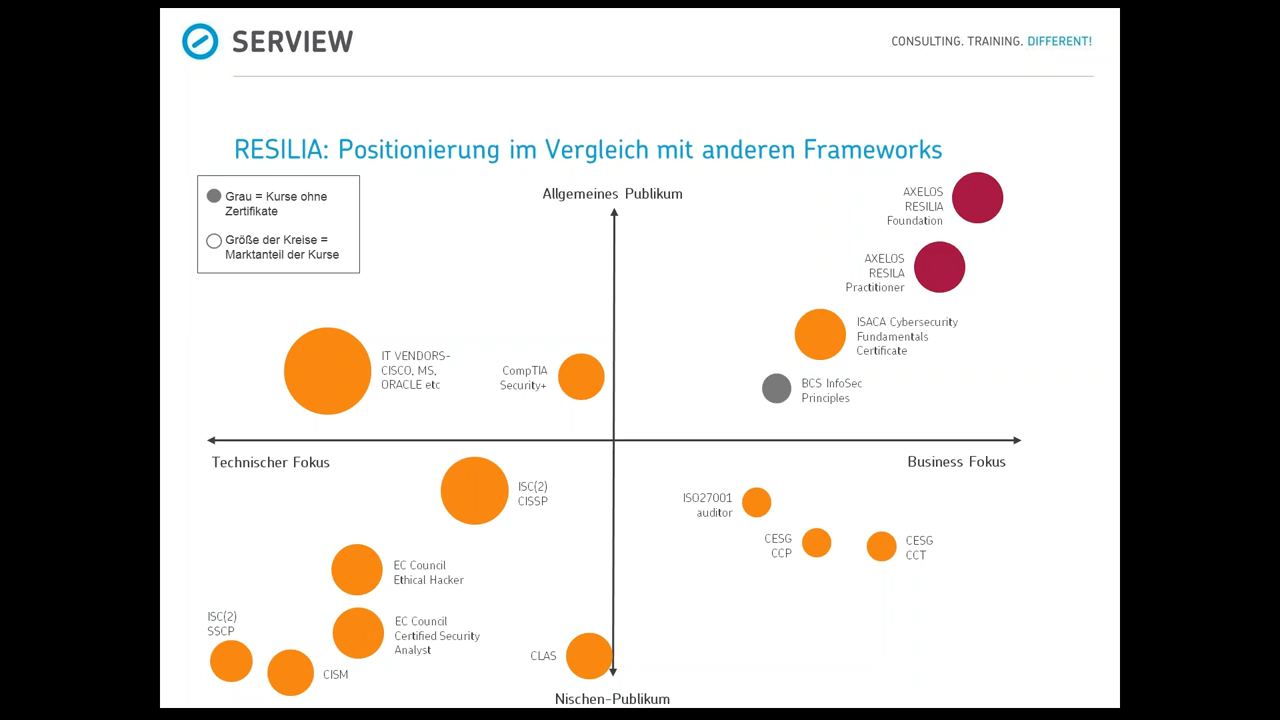 SERVIEW
CONSULTING. TRAINING. DIFFERENT!
RESILIA: Positionierung im Vergleich mit anderen Frameworks
Grau = Kurse ohne
Zertifikate
Größe der Kreise =
Marktanteil der Kurse
Allgemeines Publikum
AXELOS
RESILIA
Foundation
AXELOS
RESILA
Practitioner
ISACA Cybersecurity
Fundamentals
Certificate
IT VENDORS-
CISCO, MS,
ORACLE etc
CompTIA
Security+
BCS InfoSec
Principles
Technischer Fokus
Business Fokus
ISC(2)
CISSP
ISO27001
auditor
CESG
CCP
CESG
CCT
EC Council
Ethical Hacker
ISC(2)
SSCP
EC Council
Certified Security
Analyst
CISM
CLAS
Nischen-Publikum